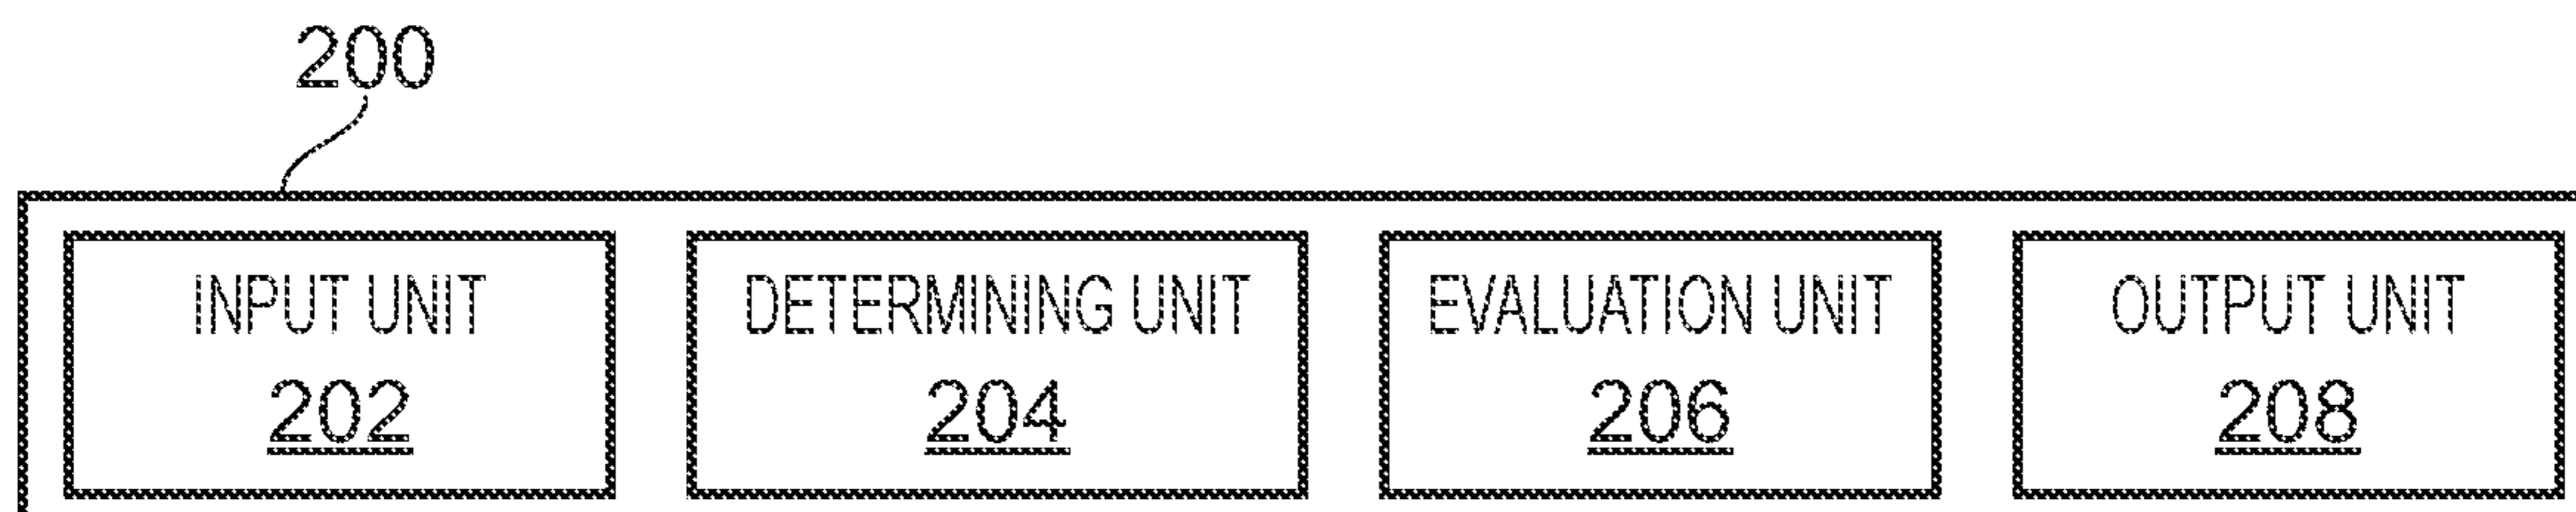 200
INPUT UNIT
202
DETERMINING UNIT
204
EVALUATION UNIT
206
OUTPUT UNIT
208